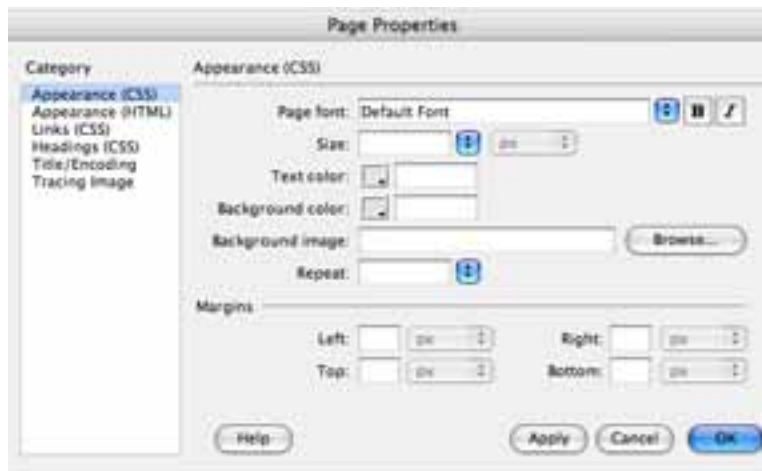 Page Properties
Category
Appearance (CSS)
Appearance (HTML)
Links (CSS)
Headings (CSS)
Title/Encoding
Tracing Image
Appearance (CSS)
Page font: Default Font B I
Size: px
Text color:
Background color:
Background image: Browse...
Repeat:
Margins
Left: px Right: px
Top: px Bottom: px
Help Apply Cancel OK